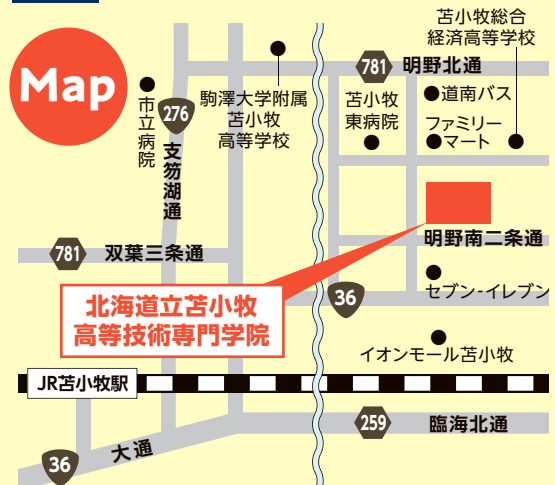 Map
市立病院
276
支笏湖通
駒澤大学附属
苫小牧
高等学校
781
明野北通
苫小牧総合
経済高等学校
苫小牧
東病院
道南バス
ファミリー
マート
781
双葉三条通
明野南二条通
北海道立苫小牧
高等技術専門学院
36
セブン-イレブン
イオンモール苫小牧
JR苫小牧駅
259
臨海北通
大通
36